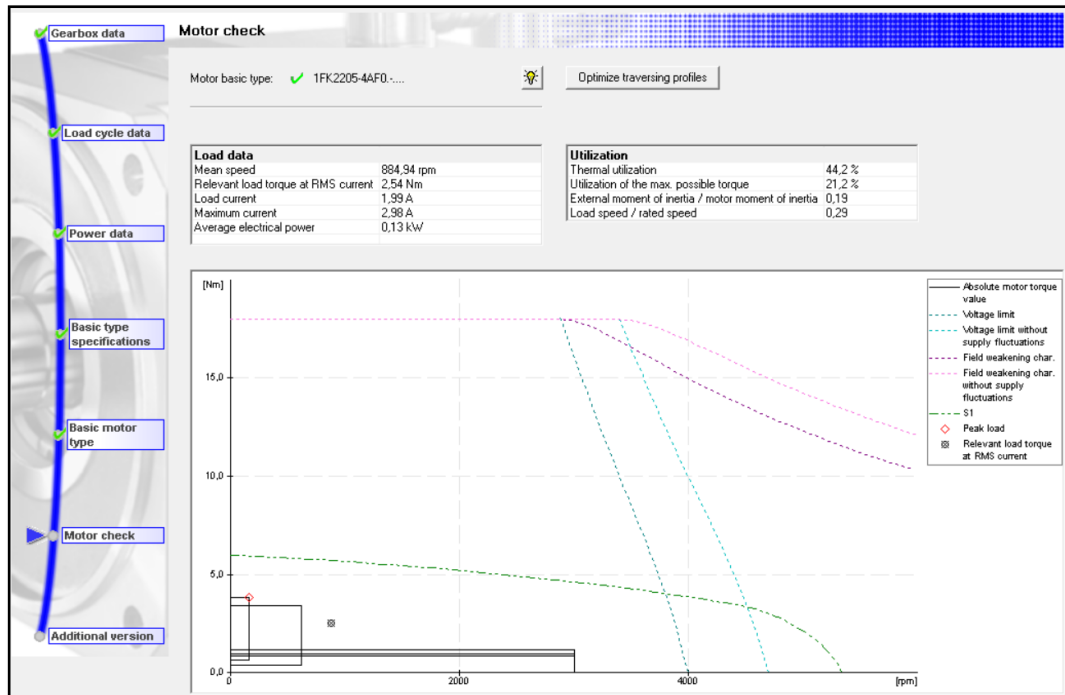 Gearbox data
Load cycle data
Power data
Basic type
specifications
Basic motor
type
Motor check
Additional version
Motor check
Motor basic type: 1FK2205-4AF0.-....
Optimize traversing profiles
Load data
Mean speed 884,94 rpm
Relevant load torque at RMS current 2,54 Nm
Load current 1,99 A
Maximum current 2,98 A
Average electrical power 0,13 kW
Utilization
Thermal utilization 44,2 %
Utilization of the max. possible torque 21,2 %
External moment of inertia / motor moment of inertia 0,19
Load speed / rated speed 0,29
[Nm]
15,0
10,0
5,0
0,0
0 2000 4000 [rpm]
Absolute motor torque
value
Voltage limit
Voltage limit without
supply fluctuations
Field weakening char.
Field weakening char.
without supply
fluctuations
S1
Peak load
Relevant load torque
at RMS current